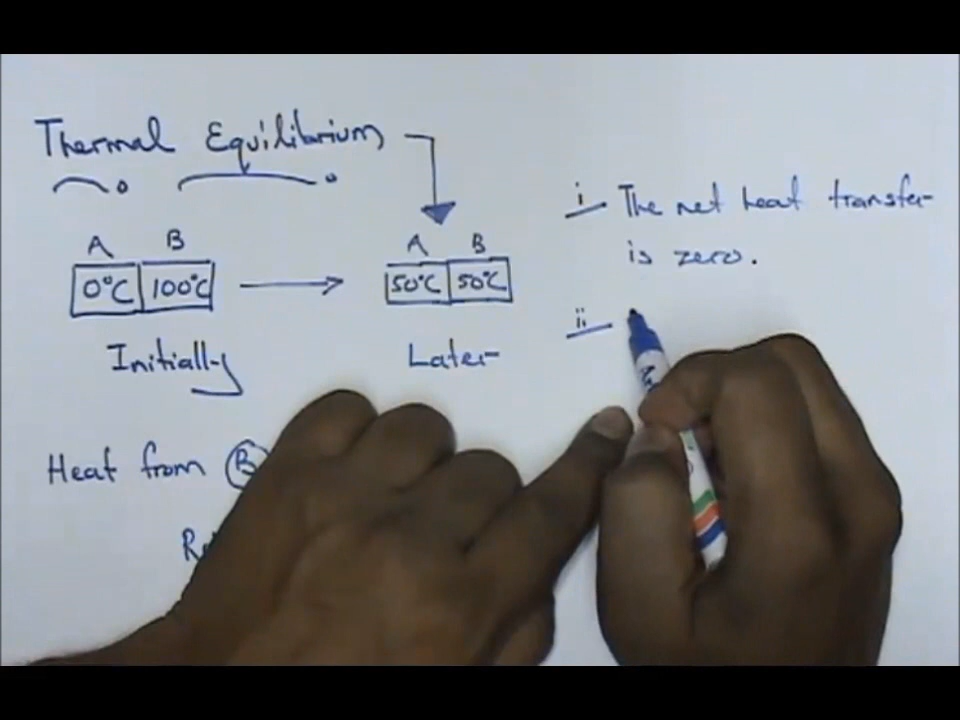 Thermal Equilibrium
A B
0°C 100°C
Initially
A B
50°C 50°C
Later
Heat from B
i The net heat transfer
is zero.
ii